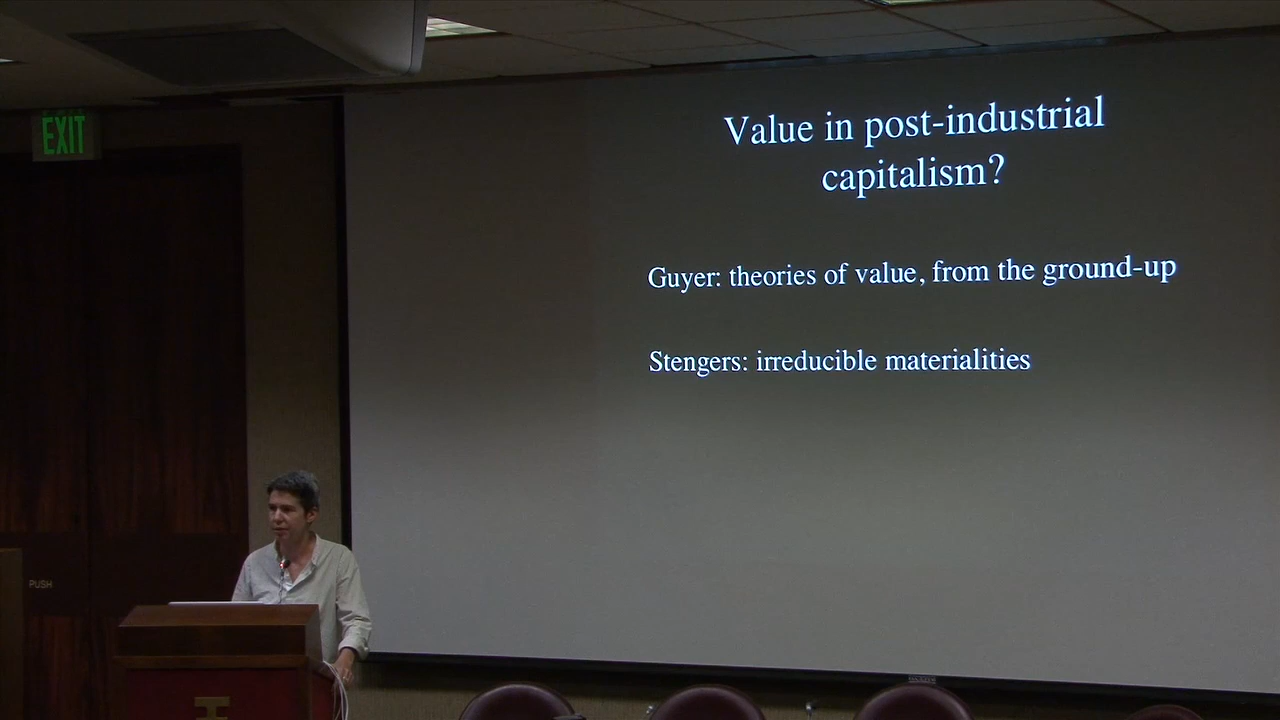 EXIT
Value in post-industrial
capitalism?
Guyer: theories of value, from the ground-up
Stengers: irreducible materialities
PUSH